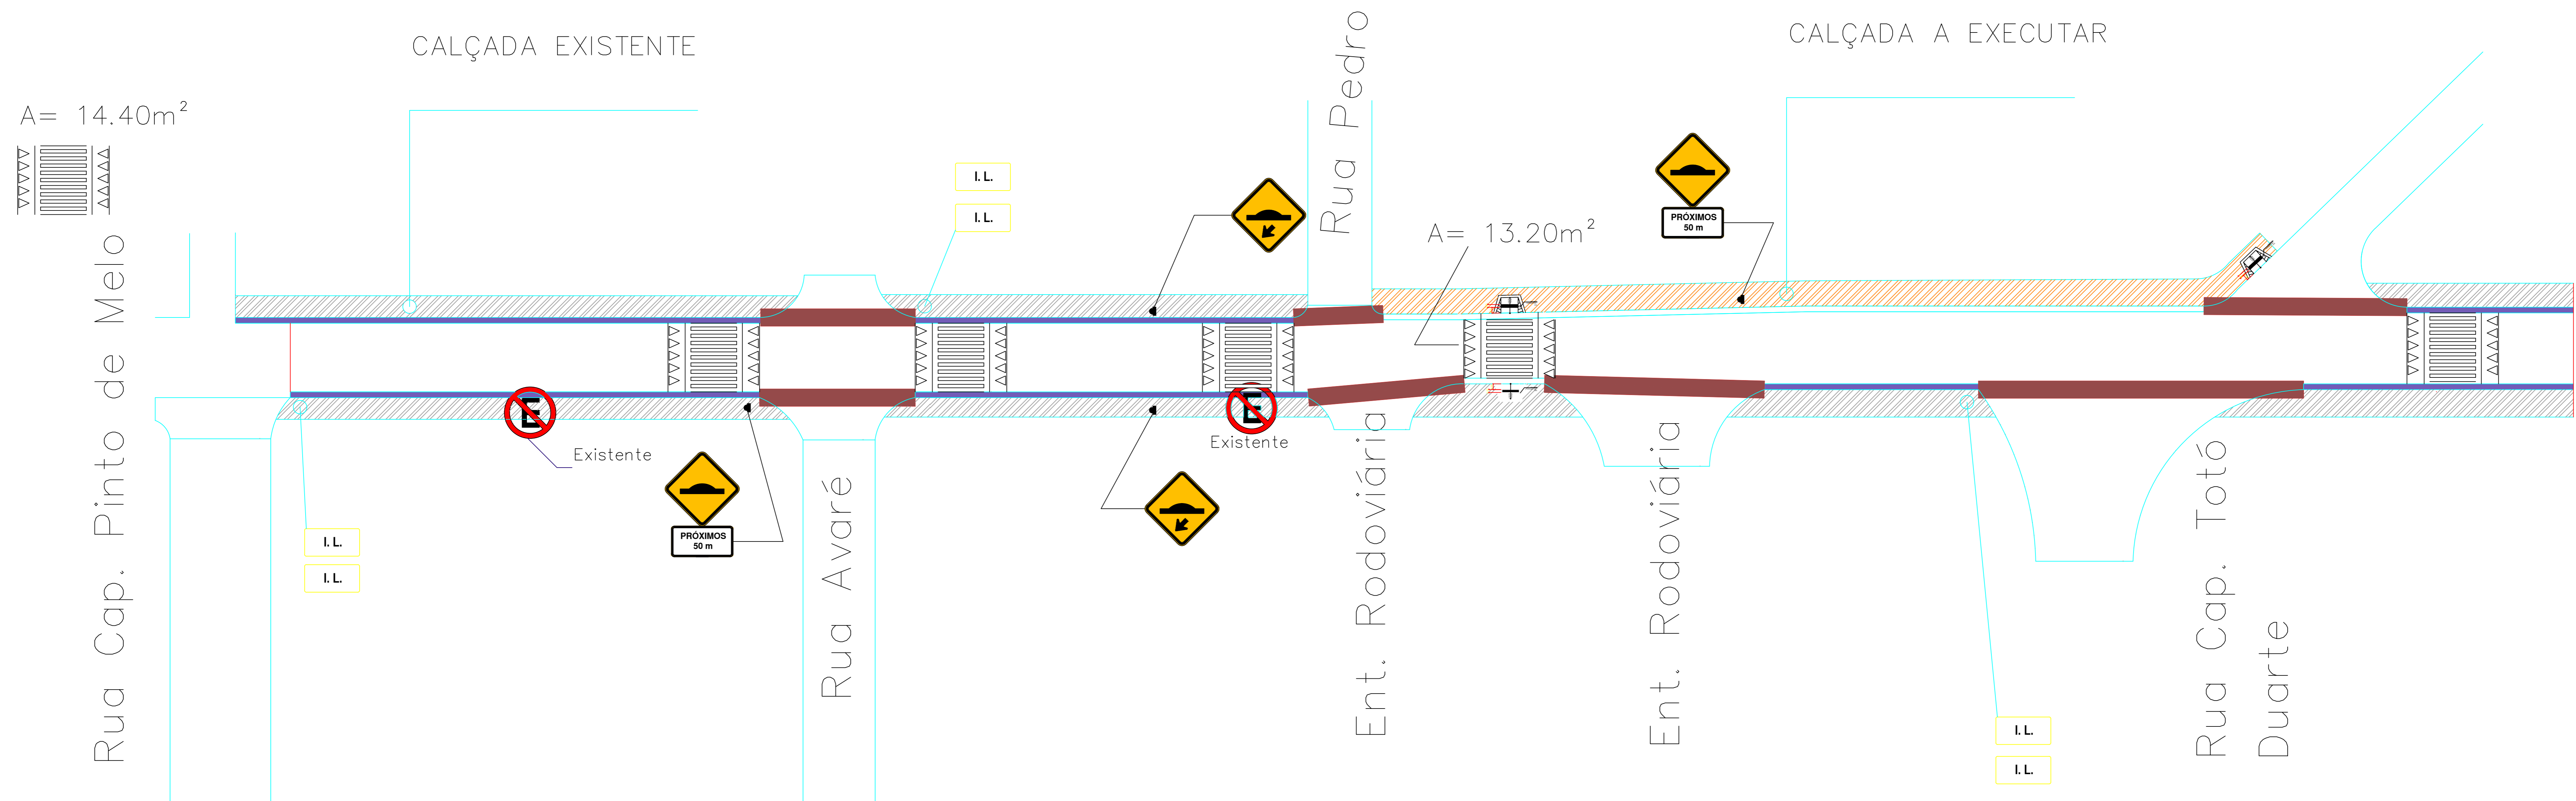 CALÇADA EXISTENTE
CALÇADA A EXECUTAR
A= 14.40m²
Rua Cap. Pinto de Melo
I. L.
I. L.
Rua Pedro
A= 13.20m²
PRÓXIMOS
50 m
E
Existente
E
Existente
PRÓXIMOS
50 m
I. L.
I. L.
Rua Avaré
Ent. Rodoviária
Ent. Rodoviária
Rua Cap. Totó
Duarte
I. L.
I. L.